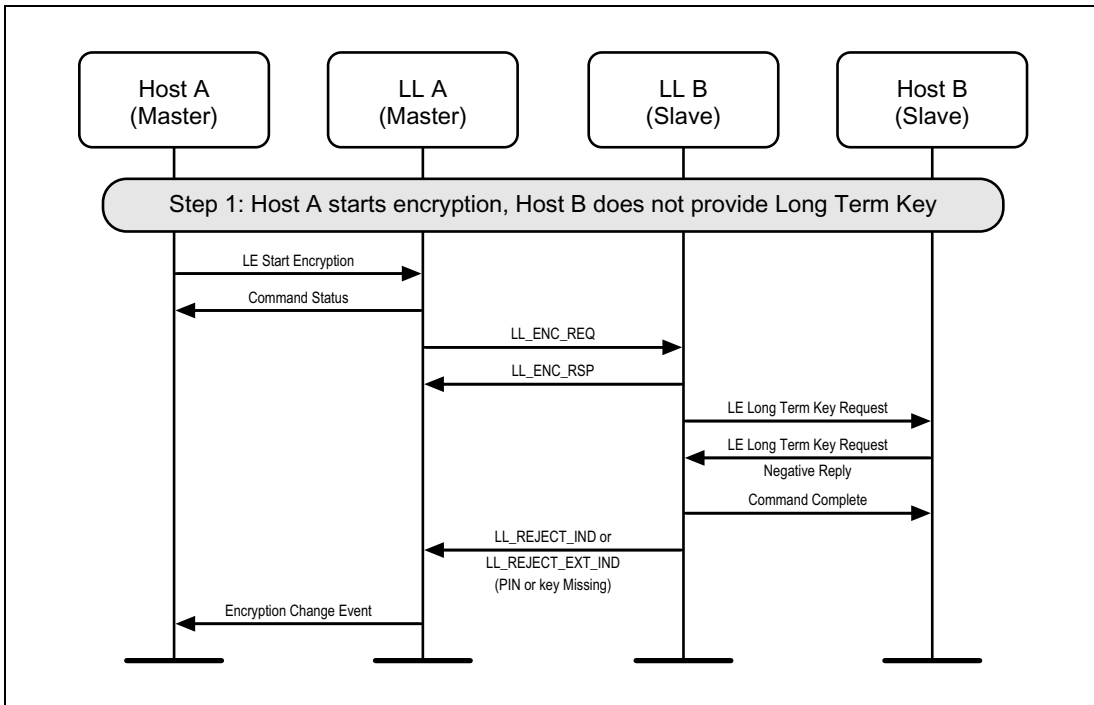 Host A
(Master)
LL A
(Master)
LL B
(Slave)
Host B
(Slave)
Step 1: Host A starts encryption, Host B does not provide Long Term Key
LE Start Encryption
Command Status
LL_ENC_REQ
LL_ENC_RSP
LE Long Term Key Request
LE Long Term Key Request
Negative Reply
Command Complete
LL_REJECT_IND or
LL_REJECT_EXT_IND
(PIN or key Missing)
Encryption Change Event